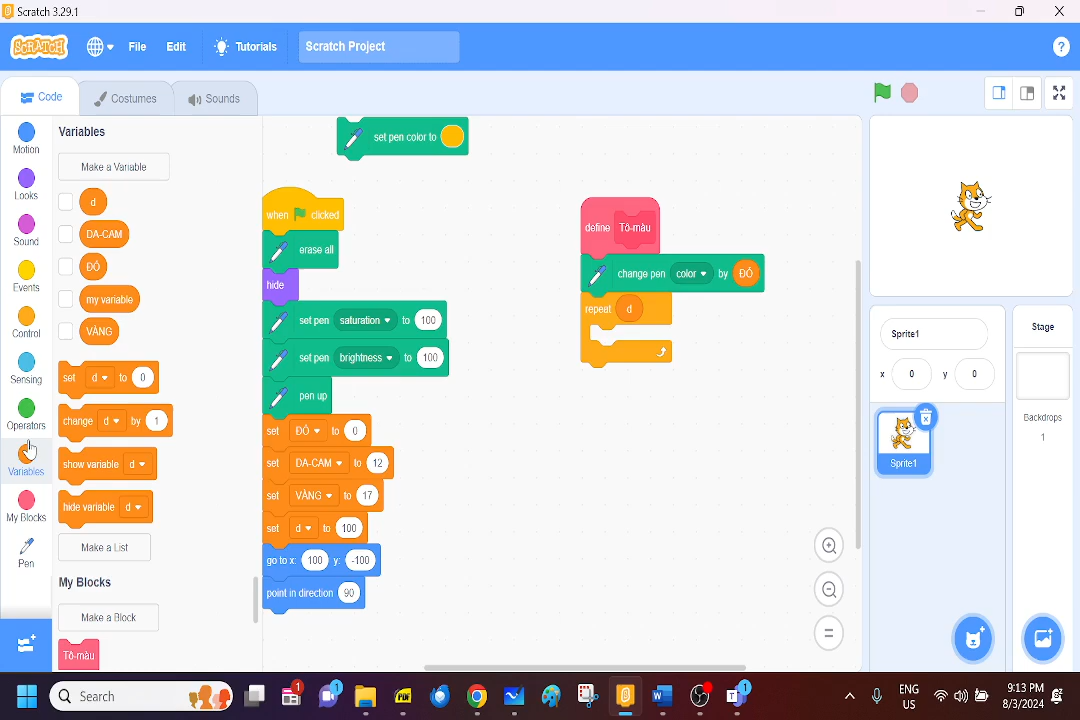 Scratch 3.29.1
SCRATCH File Edit Tutorials Scratch Project
Code Costumes Sounds
Motion
Looks
Sound
Events
Control
Sensing
Operators
Variables
My Blocks
Pen
Variables
Make a Variable
d
DA-CAM
ĐỎ
my variable
VÀNG
set d to 0
change d by 1
show variable d
hide variable d
Make a List
My Blocks
Make a Block
Tô-màu
set pen color to
when clicked
erase all
hide
set pen saturation to 100
set pen brightness to 100
pen up
set ĐỎ to 0
set DA-CAM to 12
set VÀNG to 17
set d to 100
go to x: 100 y: -100
point in direction 90
define Tô-màu
change pen color by ĐỎ
repeat d
Sprite1
x 0 y 0
Sprite1
Stage
Backdrops
1
Search
1
1
PDF
1
ENG
US
9:13 PM
8/3/2024